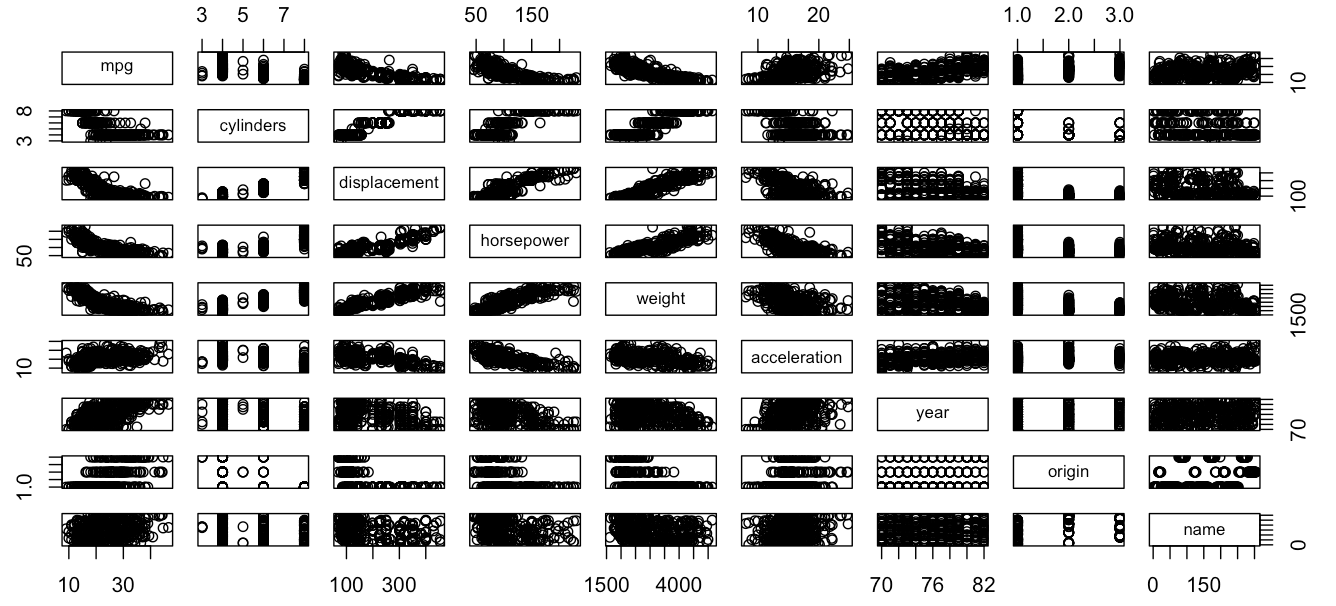 3 5 7 50 150 10 20 1.0 2.0 3.0
mpg 10
3 8 cylinders
displacement 100
50 horsepower
weight 1500
10 acceleration
year 70
1.0 origin
name 0
10 30 100 300 1500 4000 70 76 82 0 150